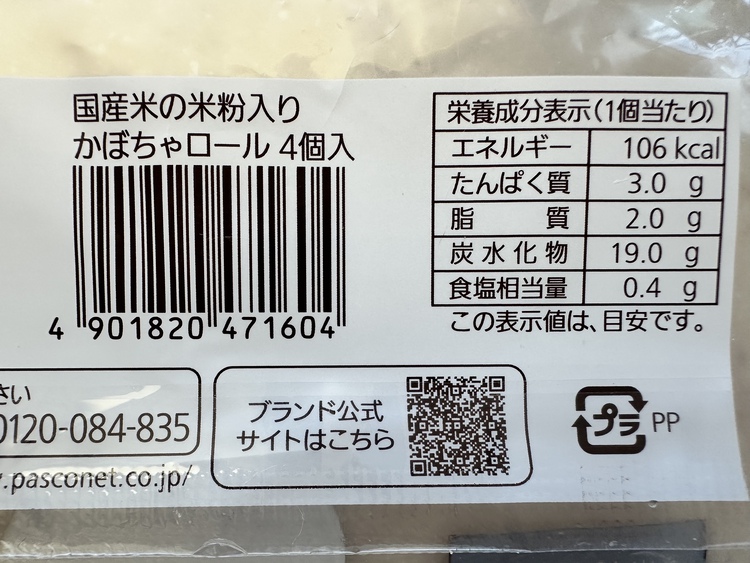 国産米の米粉入り
かぼちゃロール 4個入
4 901820 471604
栄養成分表示(1個当たり)
エネルギー 106 kcal
たんぱく質 3.0 g
脂質 2.0 g
炭水化物 19.0 g
食塩相当量 0.4 g
この表示値は、目安です。
さい
0120-084-835
.pasconet.co.jp/
ブランド公式
サイトはこちら
プラ PP